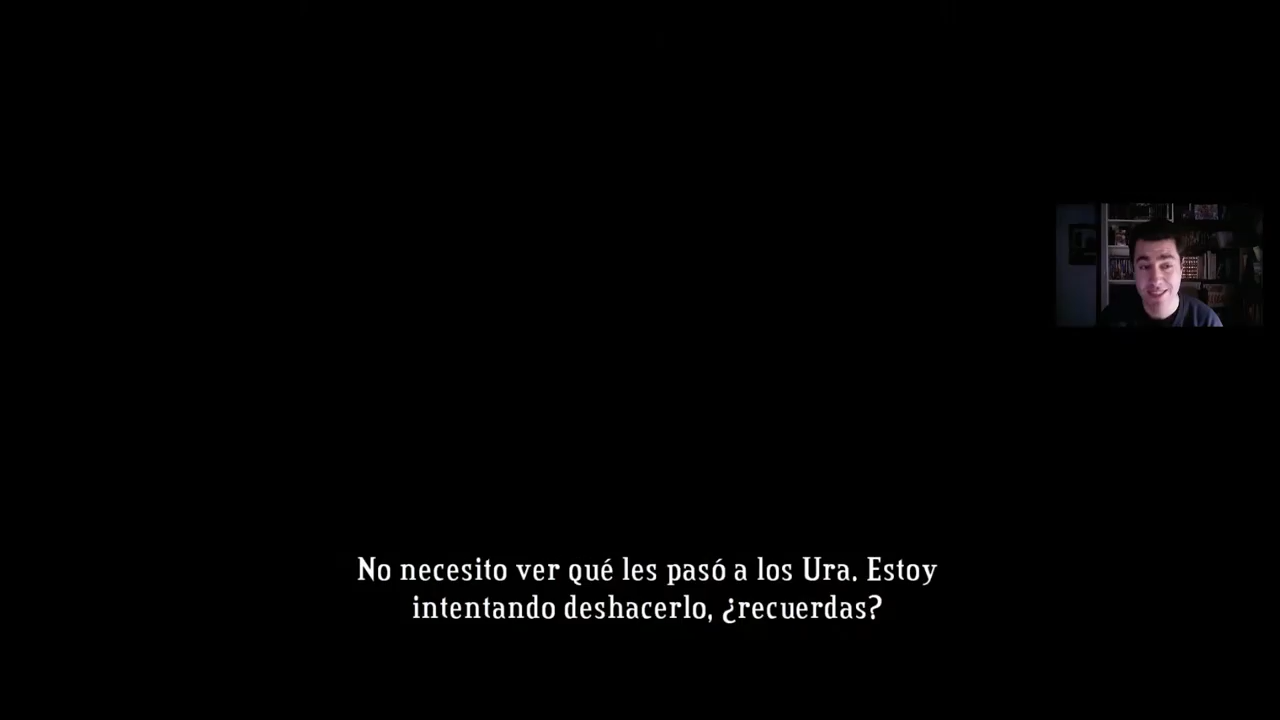 No necesito ver qué les pasó a los Ura. Estoy
intentando deshacerlo, ¿recuerdas?